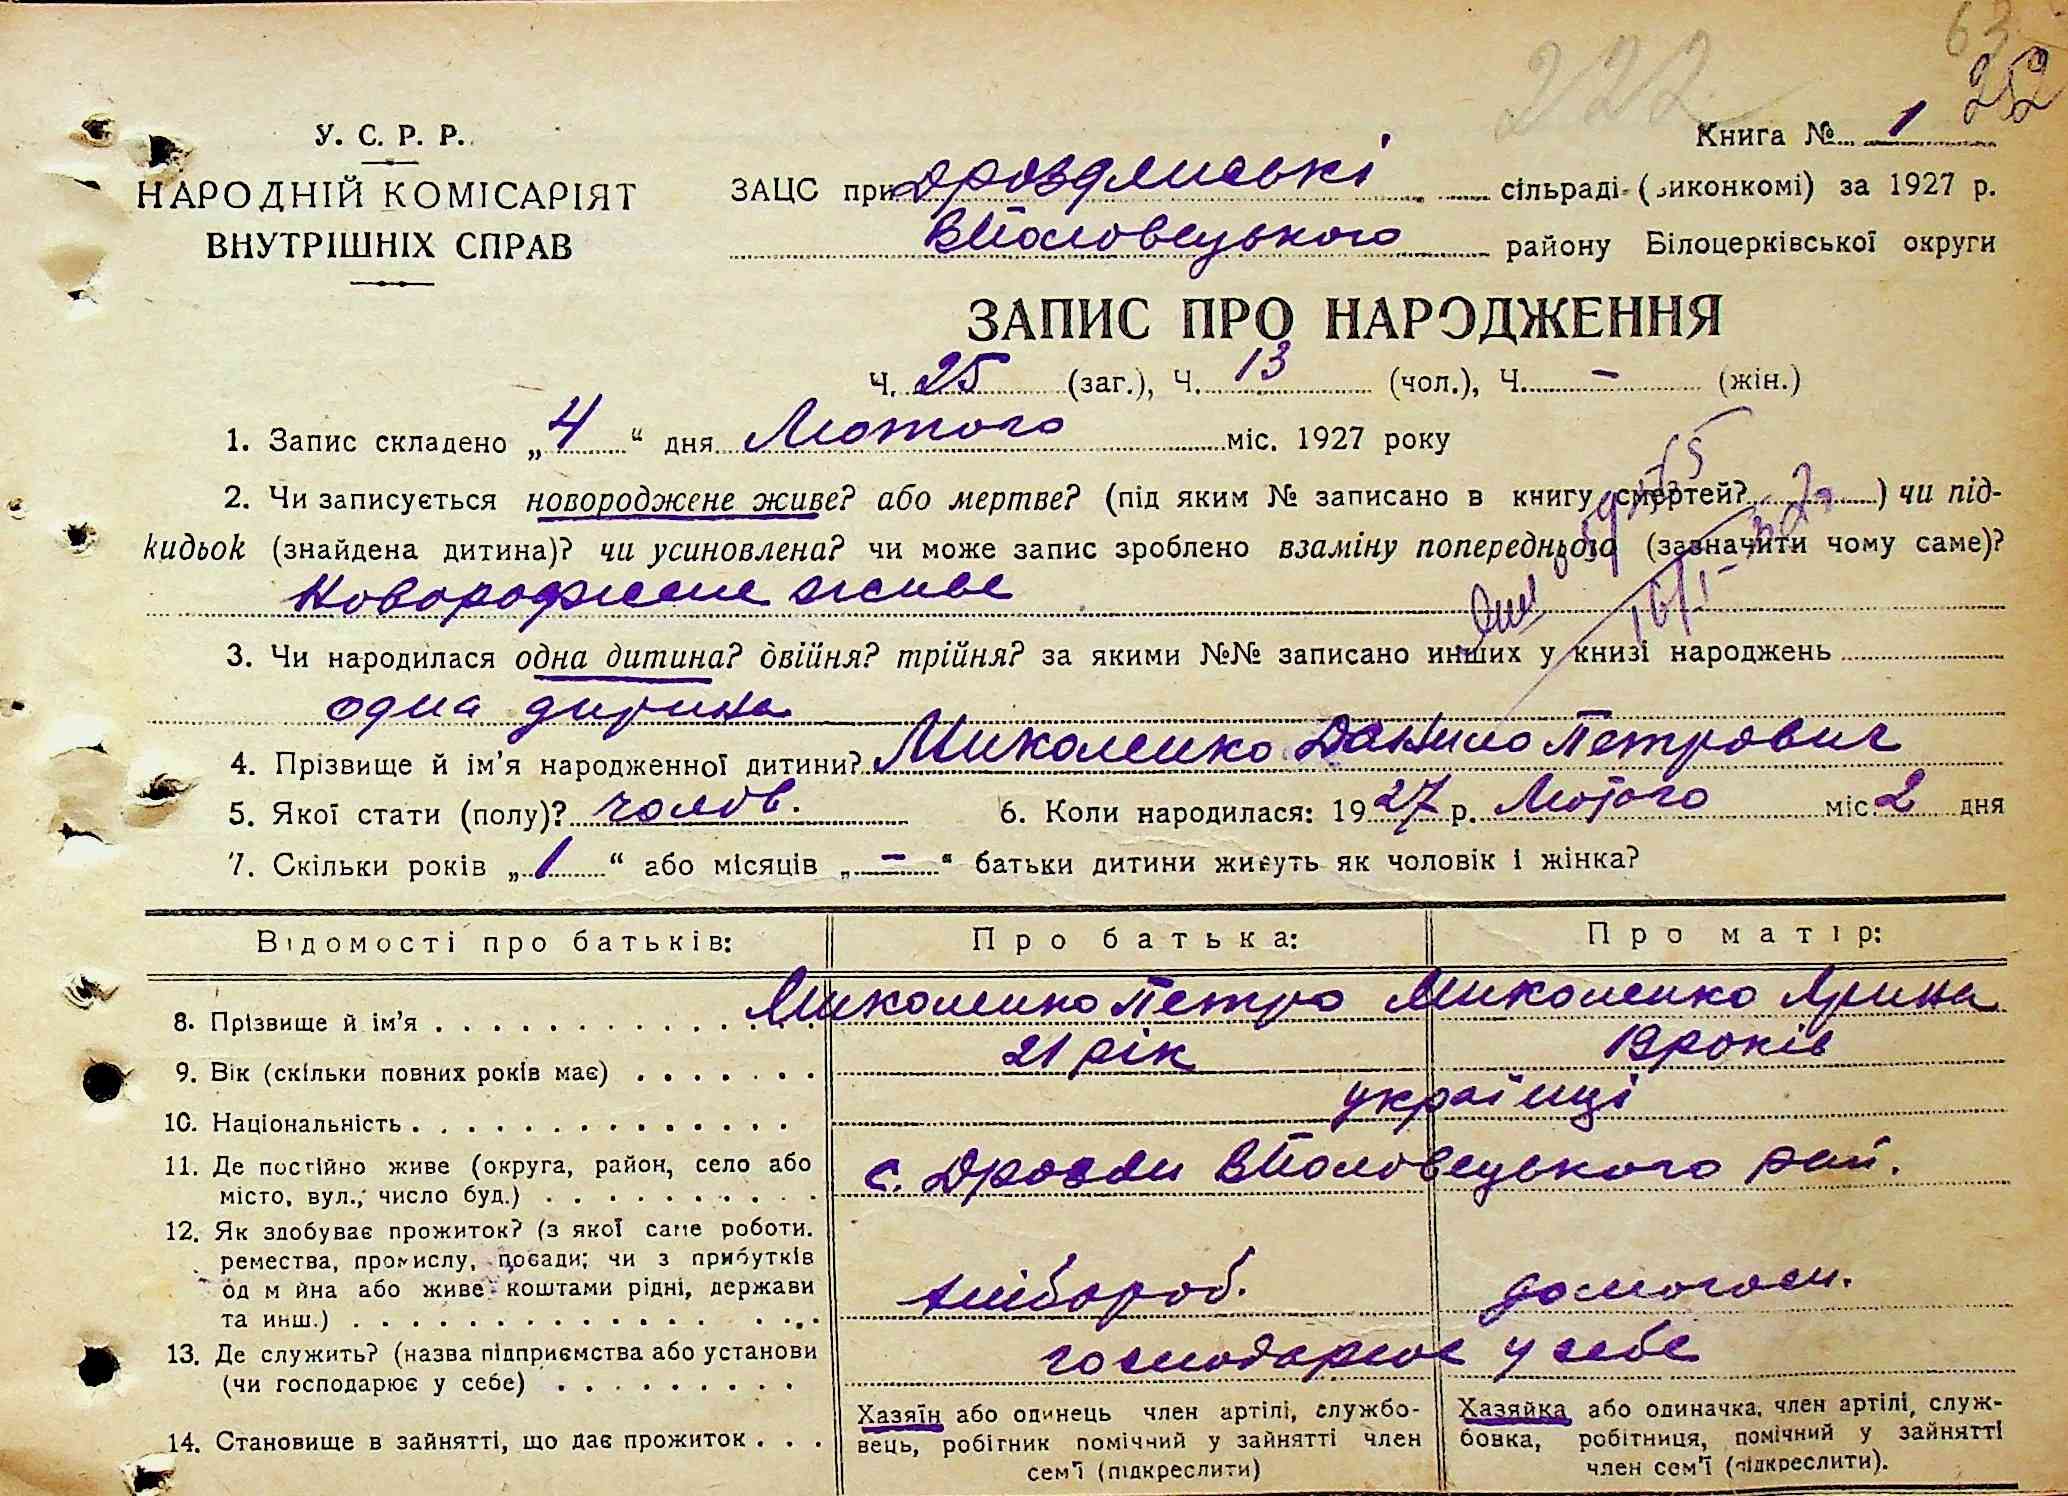 63
222
252
У. С. Р. Р.
НАРОДНІЙ КОМІСАРІЯТ
ВНУТРІШНІХ СПРАВ
Книга № 1
ЗАЦС при Дроздянські сільраді (виконкомі) за 1927 р.
ВПоловецького району Білоцерківської округи
ЗАПИС ПРО НАРОДЖЕННЯ
Ч. 25 (заг.), Ч. 13 (чол.), Ч. – (жін.)
1. Запис складено „4“ дня Лютого міс. 1927 року
2. Чи записується новороджене живе? або мертве? (під яким № записано в книгу смертей? ) чи під-
кидьок (знайдена дитина)? чи усиновлена? чи може запис зроблено взаміну попереднього (зазначити чому саме)?
Новороджене живе
3. Чи народилася одна дитина? двійня? трійня? за якими №№ записано инших у книзі народжень
одна дитина
4. Прізвище й ім'я народженної дитини? Миколенко Данило Петрович
5. Якої стати (полу)? чолов. 6. Коли народилася: 1927 р. Лютого міс. 2 дня
7. Скільки років „1“ або місяців „–“ батьки дитини живуть як чоловік і жінка?
Відомості про батьків: Про батька: Про матір:
8. Прізвище й ім'я Миколенко Петро Миколенко Ярина
9. Вік (скільки повних років має) 21 рік 19 років
10. Національність українці
11. Де постійно живе (округа, район, село або
місто, вул., число буд.) с. Дрозди ВПоловецького рай.
12. Як здобуває прожиток? (з якої саме роботи.
ремества, промислу, посади; чи з прибутків
од майна або живе коштами рідні, держави
та инш.) хлібороб. домогосп.
13. Де служить? (назва підприємства або установи
(чи господарює у себе) господарює у себе
14. Становище в зайнятті, що дає прожиток
Хазяїн або одинець член артілі, службо-
вець, робітник помічний у зайнятті член
сем'ї (підкреслити)
Хазяйка або одиначка, член артілі, служ-
бовка, робітниця, помічний у зайнятті
член сем'ї (підкреслити).